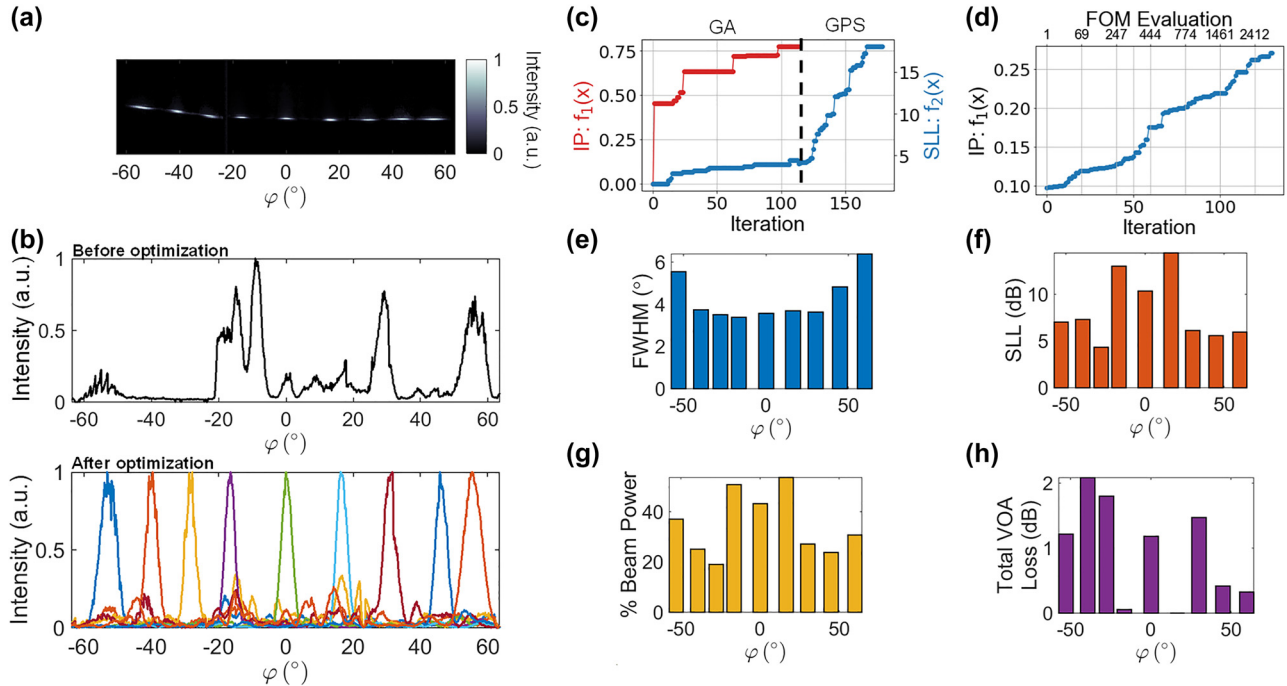 (a)
1
0.5
0
Intensity (a.u.)
-60 -40 -20 0 20 40 60
φ (°)
(b)
Before optimization
Intensity (a.u.)
1
0.5
0
-60 -40 -20 0 20 40 60
φ (°)
After optimization
Intensity (a.u.)
1
0.5
0
-60 -40 -20 0 20 40 60
φ (°)
(c)
GA GPS
IP: f₁(x)
0.75
0.50
0.25
0.00
SLL: f₂(x)
15
10
5
0 50 100 150
Iteration
(d)
FOM Evaluation
1 69 247 444 774 1461 2412
IP: f₁(x)
0.25
0.20
0.15
0.10
0 50 100
Iteration
(e)
FWHM (°)
6
4
2
0
-50 0 50
φ (°)
(f)
SLL (dB)
10
5
0
-50 0 50
φ (°)
(g)
% Beam Power
40
20
0
-50 0 50
φ (°)
(h)
Total VOA
Loss (dB)
2
1
0
-50 0 50
φ (°)